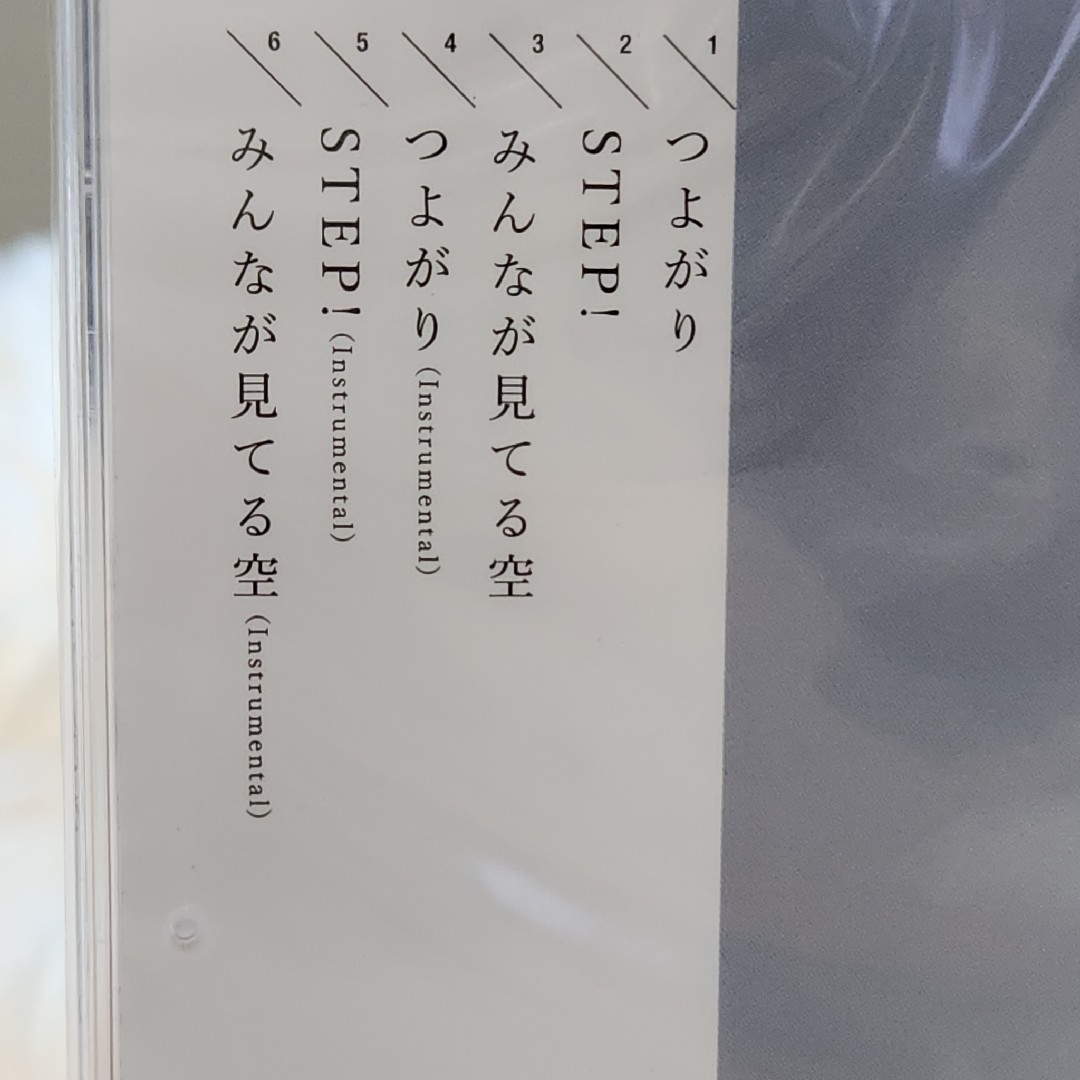 1
つよがり
2
STEP!
3
みんなが見てる空
4
つよがり(Instrumental)
5
STEP!(Instrumental)
6
みんなが見てる空(Instrumental)